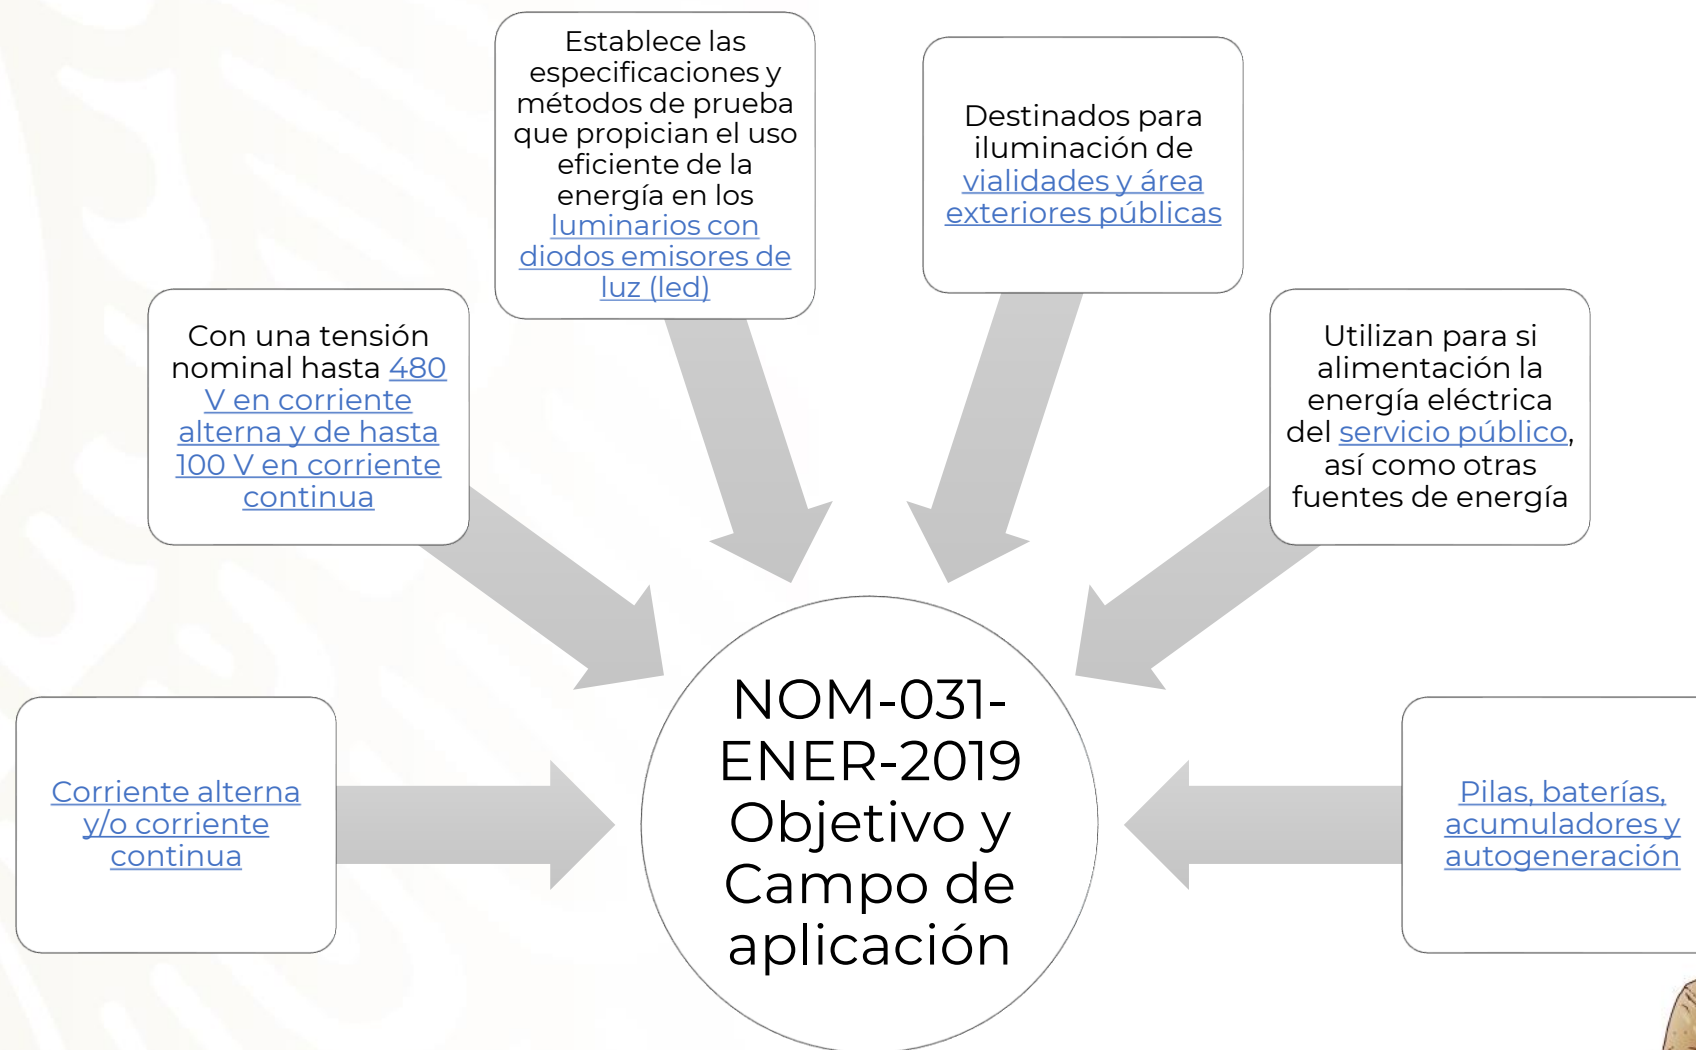 Establece las
especificaciones y
métodos de prueba
que propician el uso
eficiente de la
energía en los
luminarios con
diodos emisores de
luz (led)
Destinados para
iluminación de
vialidades y área
exteriores públicas
Con una tensión
nominal hasta 480
V en corriente
alterna y de hasta
100 V en corriente
continua
Utilizan para si
alimentación la
energía eléctrica
del servicio público,
así como otras
fuentes de energía
Corriente alterna
y/o corriente
continua
NOM-031-
ENER-2019
Objetivo y
Campo de
aplicación
Pilas, baterías,
acumuladores y
autogeneración